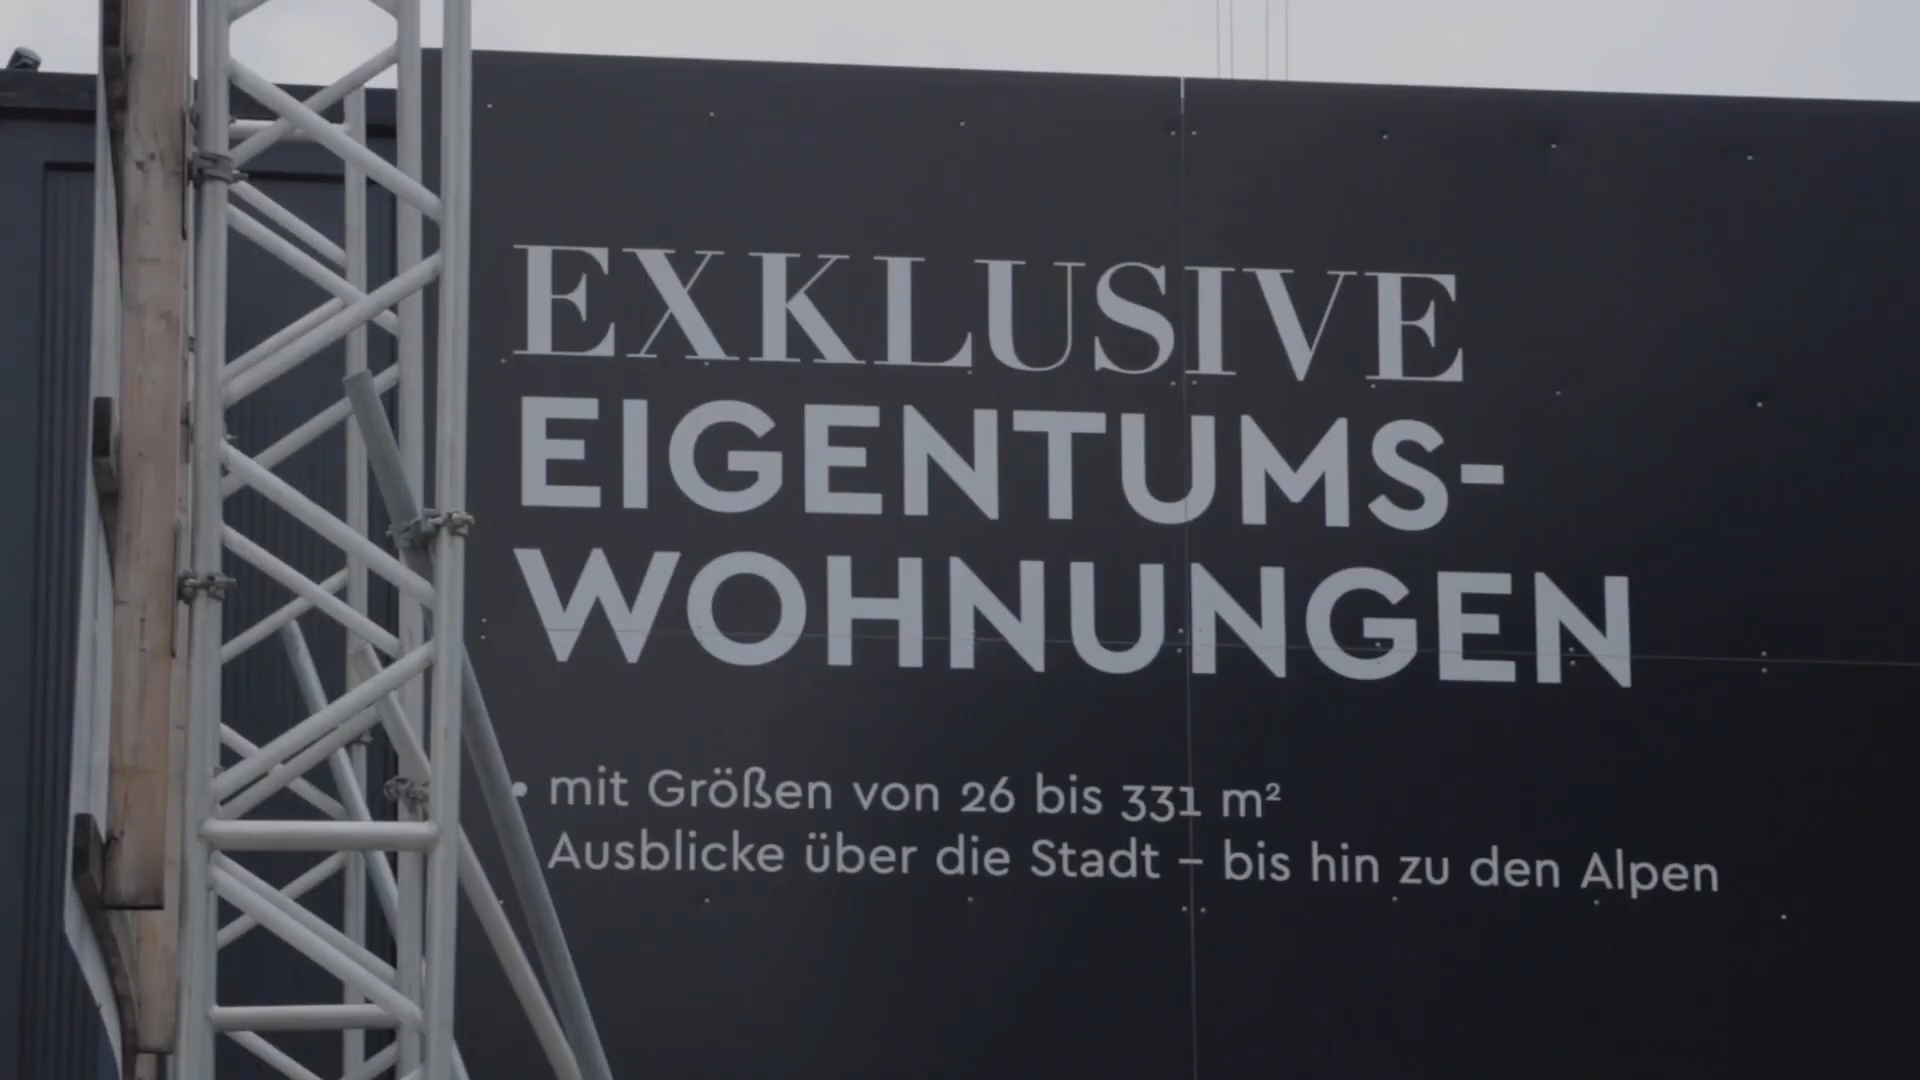 EXKLUSIVE
EIGENTUMS-
WOHNUNGEN
• mit Größen von 26 bis 331 m²
Ausblicke über die Stadt – bis hin zu den Alpen